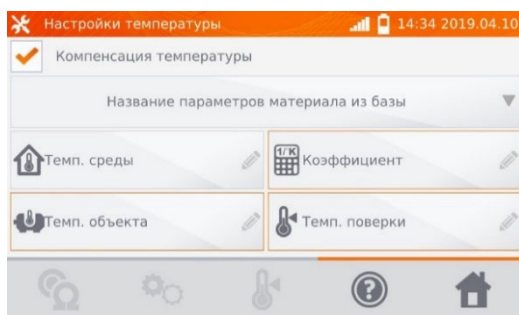 Настройки температуры 14:34 2019.04.10
Компенсация температуры
Название параметров материала из базы
Темп. среды
1/K Коэффициент
Темп. объекта
Темп. поверки
Ω
?